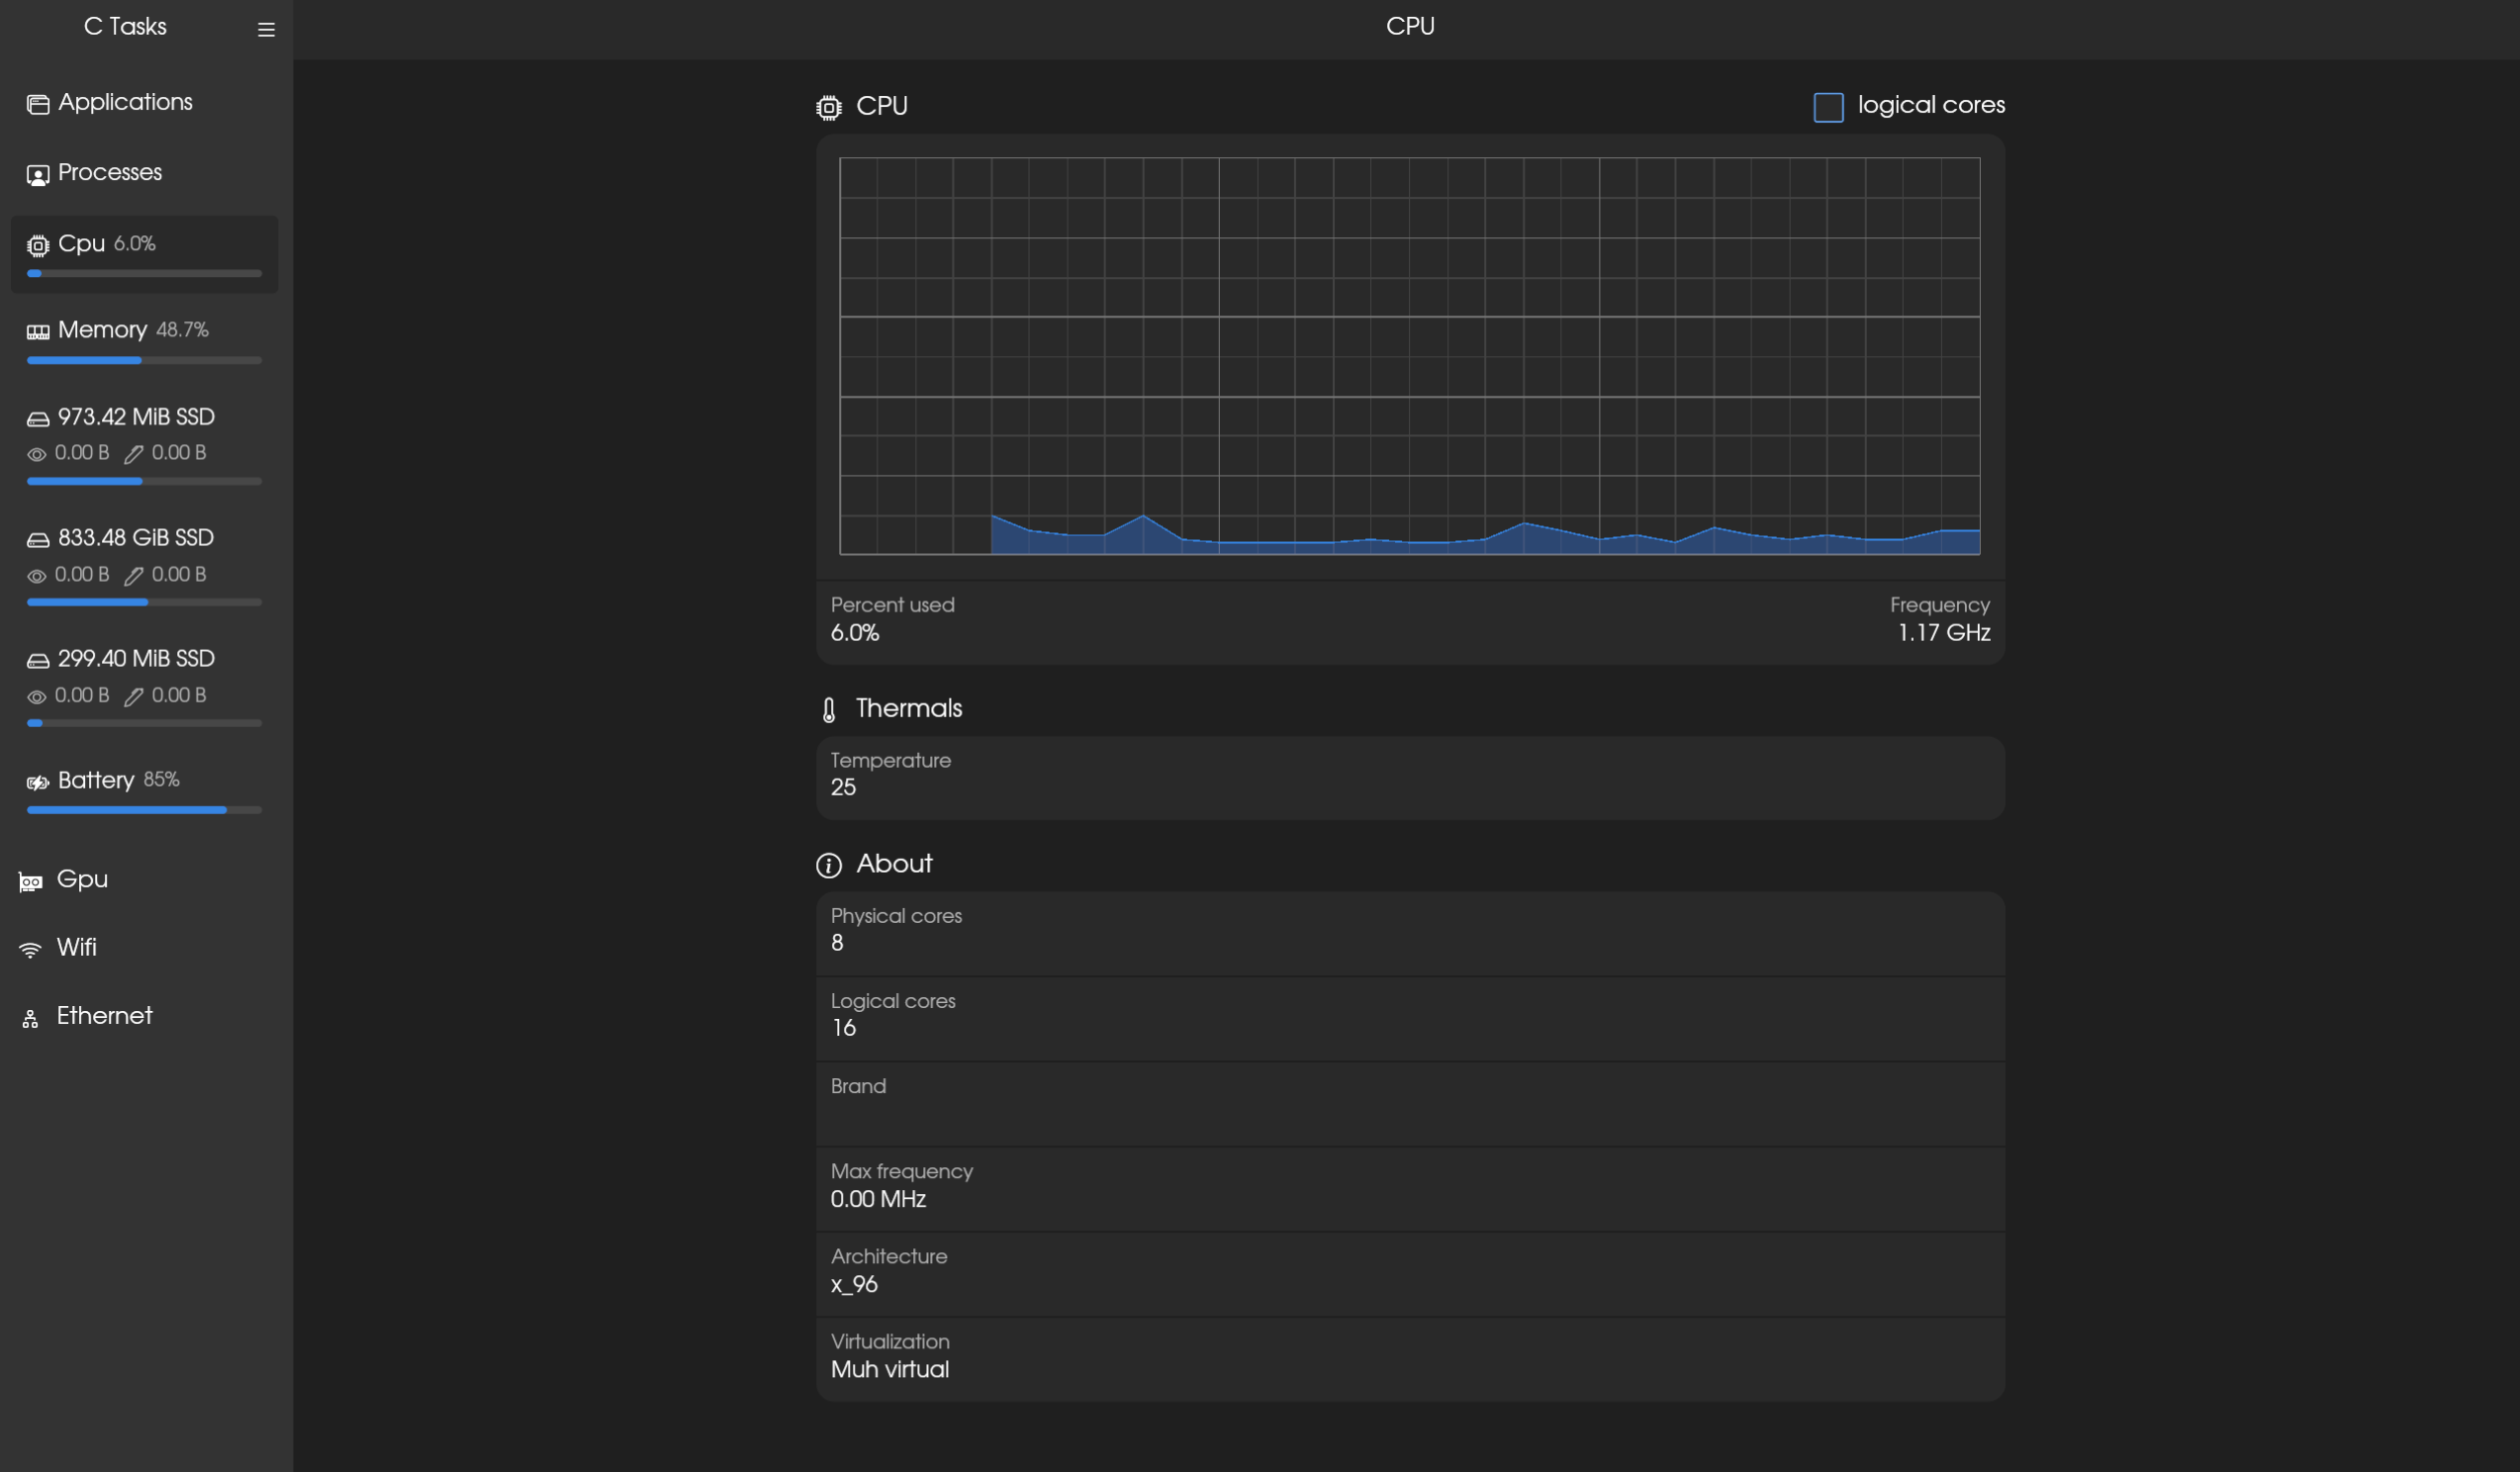 C Tasks
Applications
Processes
Cpu 6.0%
Memory 48.7%
973.42 MiB SSD
0.00 B 0.00 B
833.48 GiB SSD
0.00 B 0.00 B
299.40 MiB SSD
0.00 B 0.00 B
Battery 85%
Gpu
Wifi
Ethernet
CPU
CPU
logical cores
Percent used
6.0%
Frequency
1.17 GHz
Thermals
Temperature
25
About
Physical cores
8
Logical cores
16
Brand
Max frequency
0.00 MHz
Architecture
x_96
Virtualization
Muh virtual